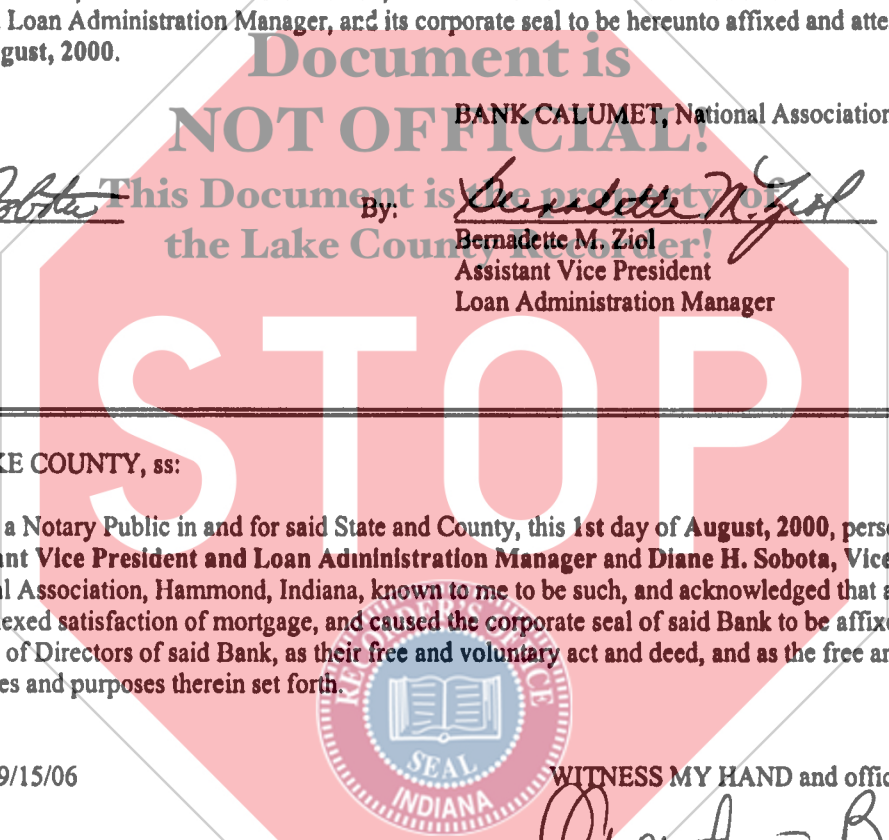 Loan Administration Manager, and its corporate seal to be hereunto affixed and atte
gust, 2000.
Document is
NOT OFFICIAL!
This Document is the property of
the Lake County Recorder!
BANK CALUMET, National Association
Sobota
By: Bernadette M. Ziol
Bernadette M. Ziol
Assistant Vice President
Loan Administration Manager
STOP
KE COUNTY, ss:
a Notary Public in and for said State and County, this 1st day of August, 2000, perso
ant Vice President and Loan Administration Manager and Diane H. Sobota, Vice
al Association, Hammond, Indiana, known to me to be such, and acknowledged that a
exed satisfaction of mortgage, and caused the corporate seal of said Bank to be affixe
of Directors of said Bank, as their free and voluntary act and deed, and as the free an
es and purposes therein set forth.
RECORDER'S OFFICE
SEAL
INDIANA
9/15/06
WITNESS MY HAND and offic